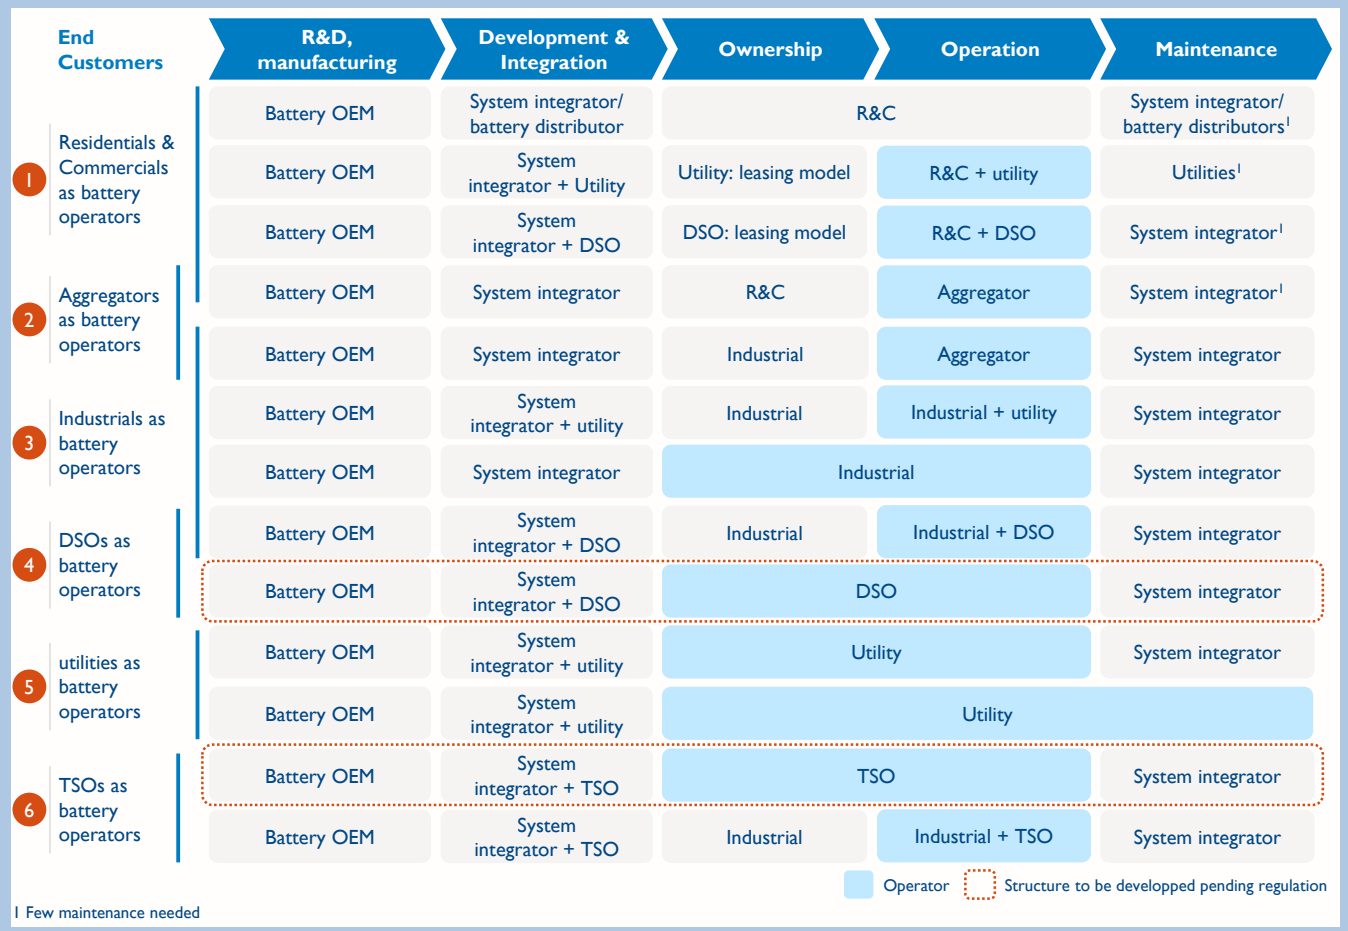 End
Customers
R&D,
manufacturing
Development &
Integration
Ownership
Operation
Maintenance
1
Residentials &
Commercials
as battery
operators
Battery OEM
System integrator/
battery distributor
R&C
System integrator/
battery distributors¹
Battery OEM
System
integrator + Utility
Utility: leasing model
R&C + utility
Utilities¹
Battery OEM
System
integrator + DSO
DSO: leasing model
R&C + DSO
System integrator¹
2
Aggregators
as battery
operators
Battery OEM
System integrator
R&C
Aggregator
System integrator¹
Battery OEM
System integrator
Industrial
Aggregator
System integrator
3
Industrials as
battery
operators
Battery OEM
System
integrator + utility
Industrial
Industrial + utility
System integrator
Battery OEM
System integrator
Industrial
System integrator
4
DSOs as
battery
operators
Battery OEM
System
integrator + DSO
Industrial
Industrial + DSO
System integrator
Battery OEM
System
integrator + DSO
DSO
System integrator
5
utilities as
battery
operators
Battery OEM
System
integrator + utility
Utility
System integrator
Battery OEM
System
integrator + utility
Utility
6
TSOs as
battery
operators
Battery OEM
System
integrator + TSO
TSO
System integrator
Battery OEM
System
integrator + TSO
Industrial
Industrial + TSO
System integrator
Operator
Structure to be developped pending regulation
1 Few maintenance needed